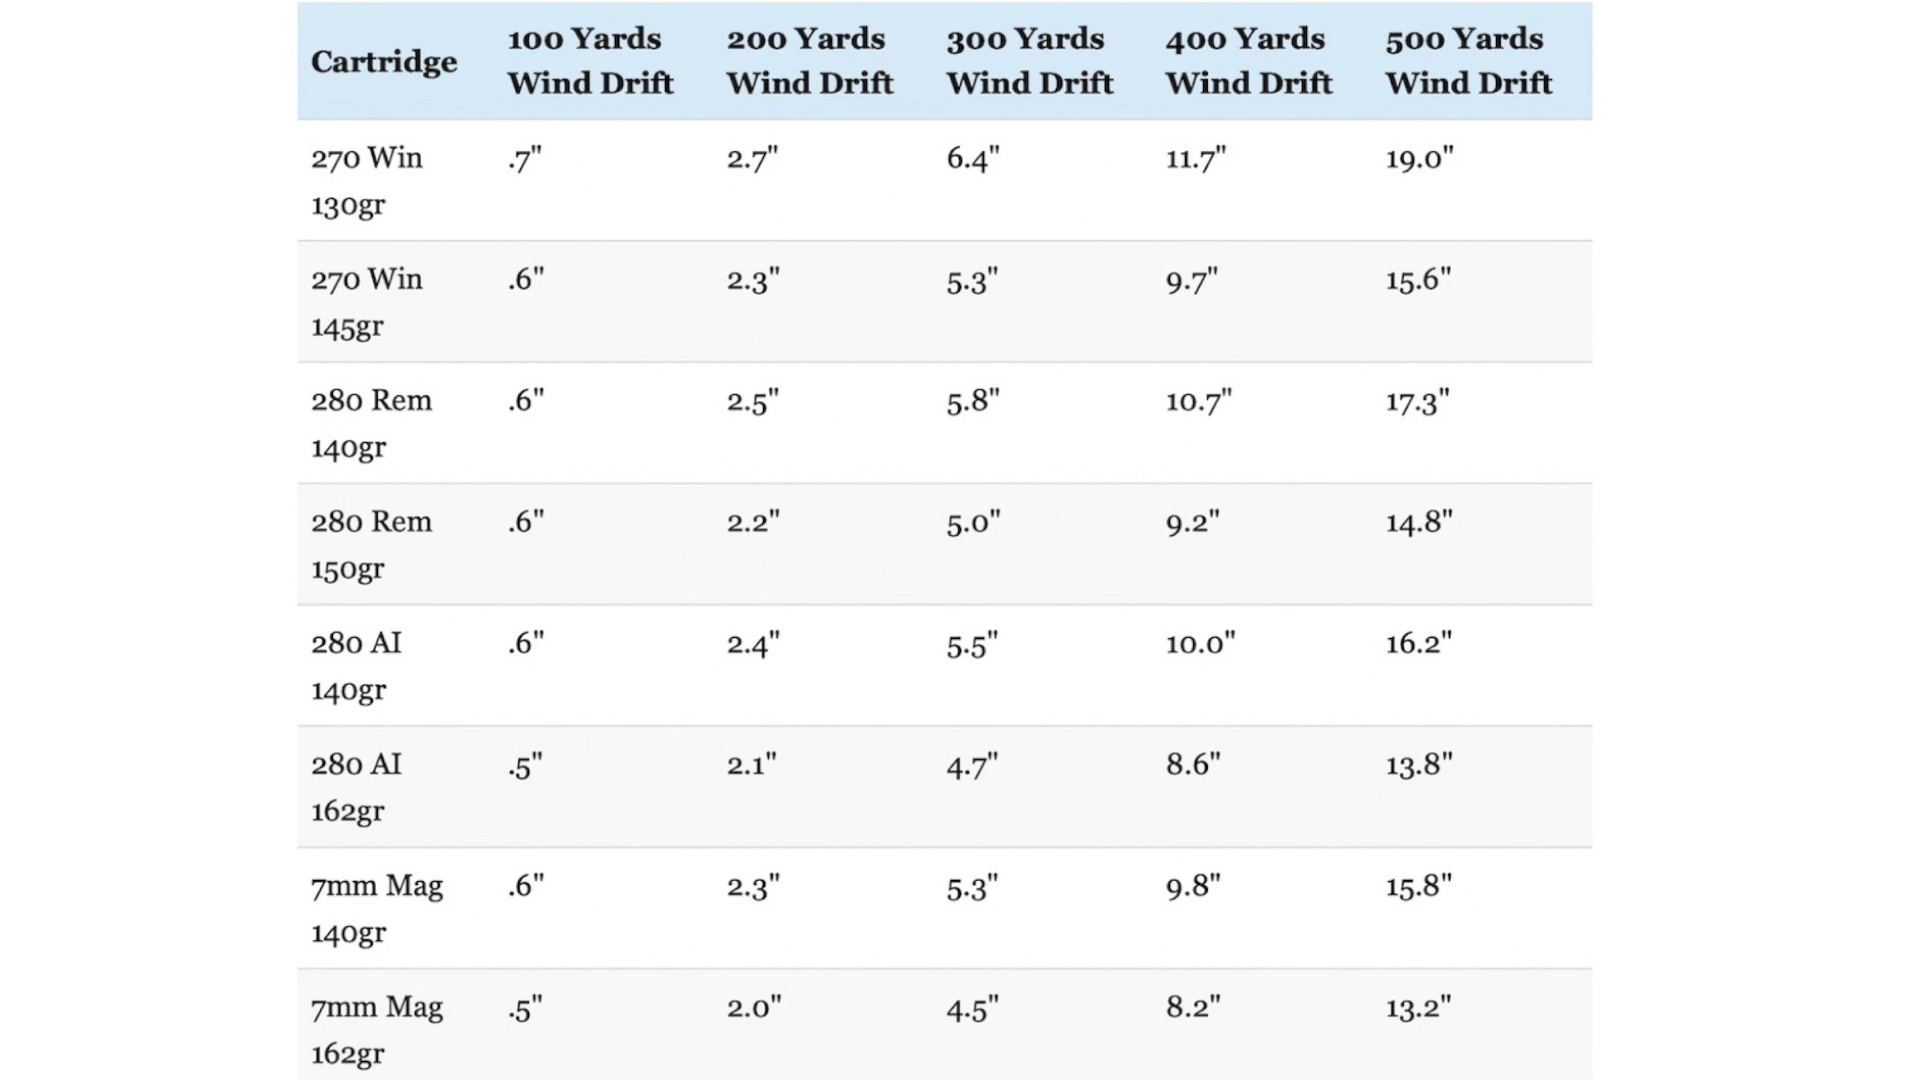 Cartridge
100 Yards Wind Drift
200 Yards Wind Drift
300 Yards Wind Drift
400 Yards Wind Drift
500 Yards Wind Drift
270 Win 130gr .7" 2.7" 6.4" 11.7" 19.0"
270 Win 145gr .6" 2.3" 5.3" 9.7" 15.6"
280 Rem 140gr .6" 2.5" 5.8" 10.7" 17.3"
280 Rem 150gr .6" 2.2" 5.0" 9.2" 14.8"
280 AI 140gr .6" 2.4" 5.5" 10.0" 16.2"
280 AI 162gr .5" 2.1" 4.7" 8.6" 13.8"
7mm Mag 140gr .6" 2.3" 5.3" 9.8" 15.8"
7mm Mag 162gr .5" 2.0" 4.5" 8.2" 13.2"